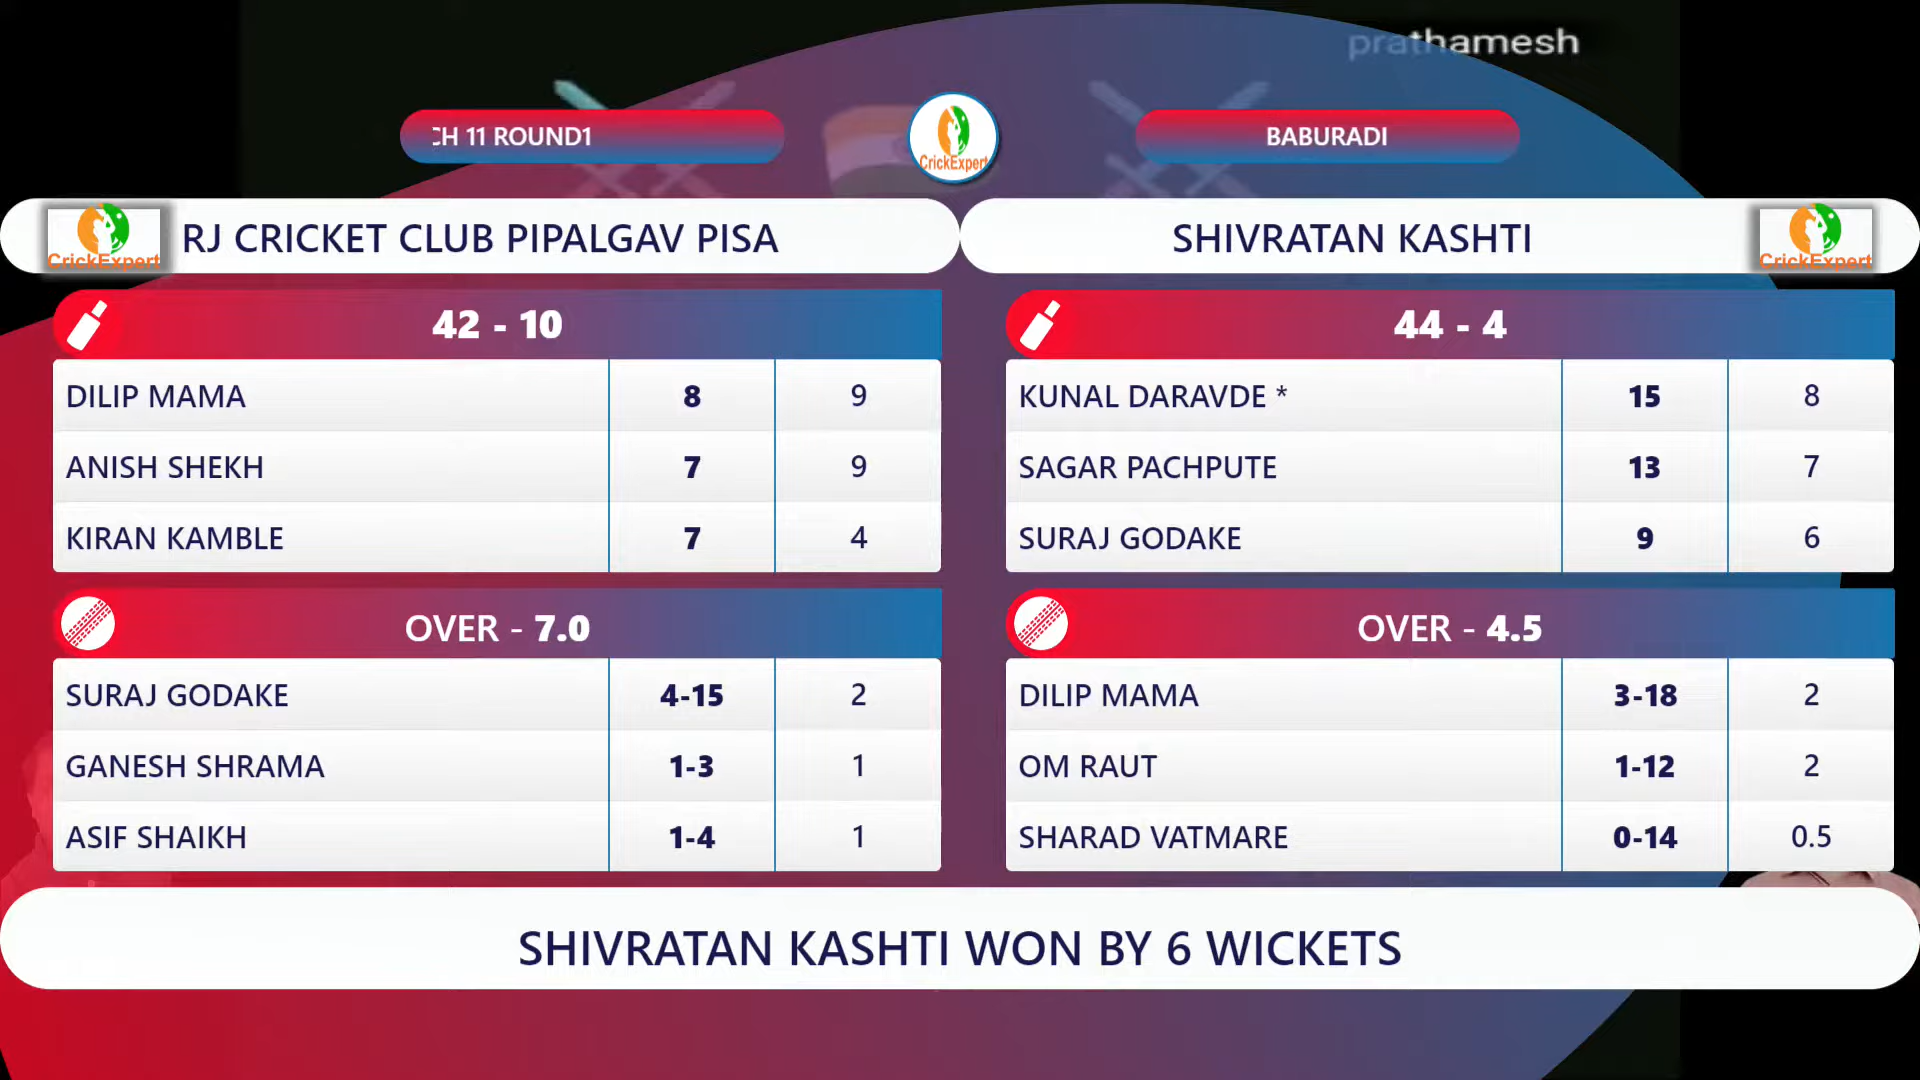 prathamesh
CH 11 ROUND1
CrickExpert
BABURADI
CrickExpert
RJ CRICKET CLUB PIPALGAV PISA
SHIVRATAN KASHTI
CrickExpert
42 - 10
DILIP MAMA 8 9
ANISH SHEKH 7 9
KIRAN KAMBLE 7 4
OVER - 7.0
SURAJ GODAKE 4-15 2
GANESH SHRAMA 1-3 1
ASIF SHAIKH 1-4 1
44 - 4
KUNAL DARAVDE * 15 8
SAGAR PACHPUTE 13 7
SURAJ GODAKE 9 6
OVER - 4.5
DILIP MAMA 3-18 2
OM RAUT 1-12 2
SHARAD VATMARE 0-14 0.5
SHIVRATAN KASHTI WON BY 6 WICKETS